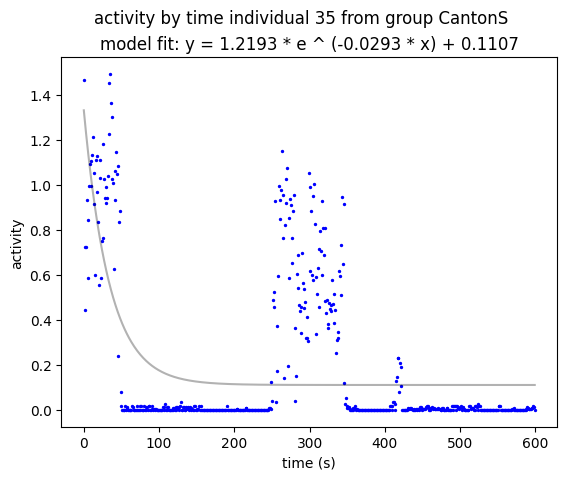 activity by time individual 35 from group CantonS
model fit: y = 1.2193 * e ^ (-0.0293 * x) + 0.1107
1.4
1.2
1.0
0.8
0.6
0.4
0.2
0.0
activity
0 100 200 300 400 500 600
time (s)